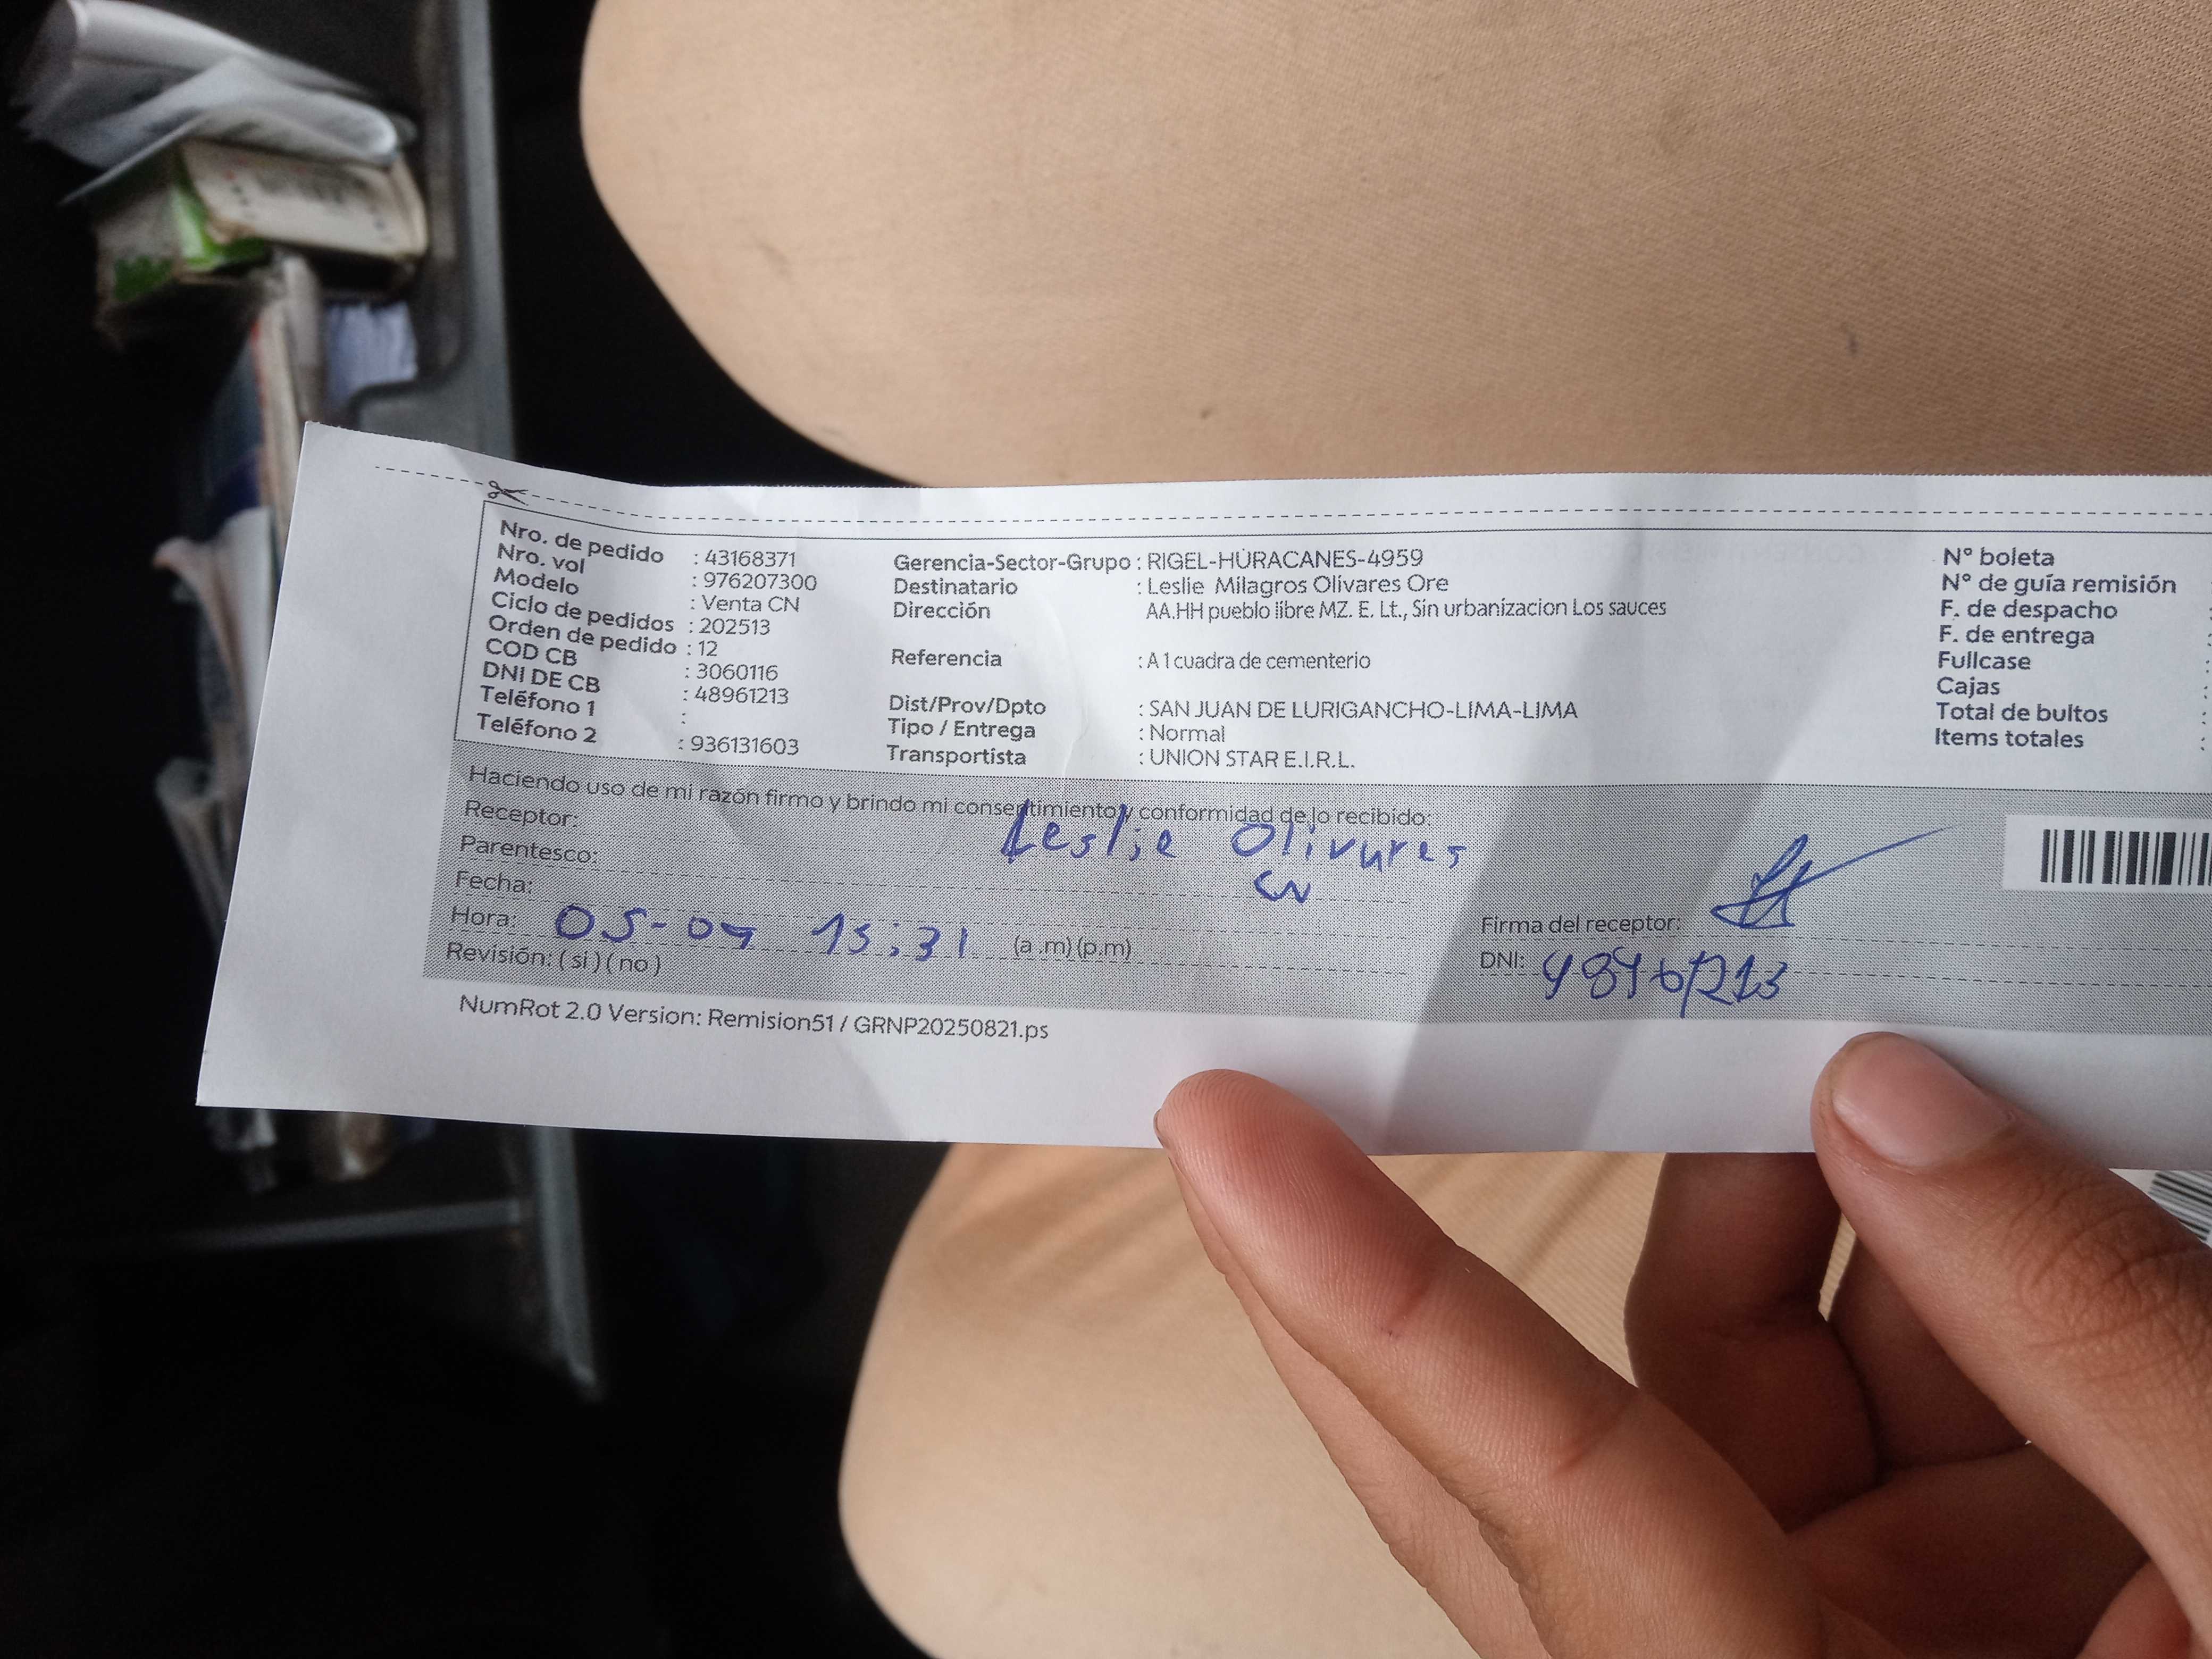 Nro. de pedido : 43168371
Nro. vol : 976207300
Modelo : Venta CN
Ciclo de pedidos : 202513
Orden de pedido : 12
COD CB : 3060116
DNI DE CB : 48961213
Teléfono 1 :
Teléfono 2 : 936131603
Gerencia-Sector-Grupo : RIGEL-HURACANES-4959
Destinatario : Leslie Milagros Olivares Ore
Dirección AA.HH pueblo libre MZ. E. Lt., Sin urbanizacion Los sauces
Referencia : A 1 cuadra de cementerio
Dist/Prov/Dpto : SAN JUAN DE LURIGANCHO-LIMA-LIMA
Tipo / Entrega : Normal
Transportista : UNION STAR E.I.R.L.
N° boleta
N° de guía remisión
F. de despacho :
F. de entrega :
Fullcase :
Cajas :
Total de bultos :
Items totales :
Haciendo uso de mi razón firmo y brindo mi consentimiento y conformidad de lo recibido:
Receptor: Leslie Olivares
Parentesco: CN
Fecha:
Hora: 05-09 15:31 (a .m) (p.m)
Revisión: ( si ) ( no )
Firma del receptor:
DNI:
NumRot 2.0 Version: Remision51 / GRNP20250821.ps